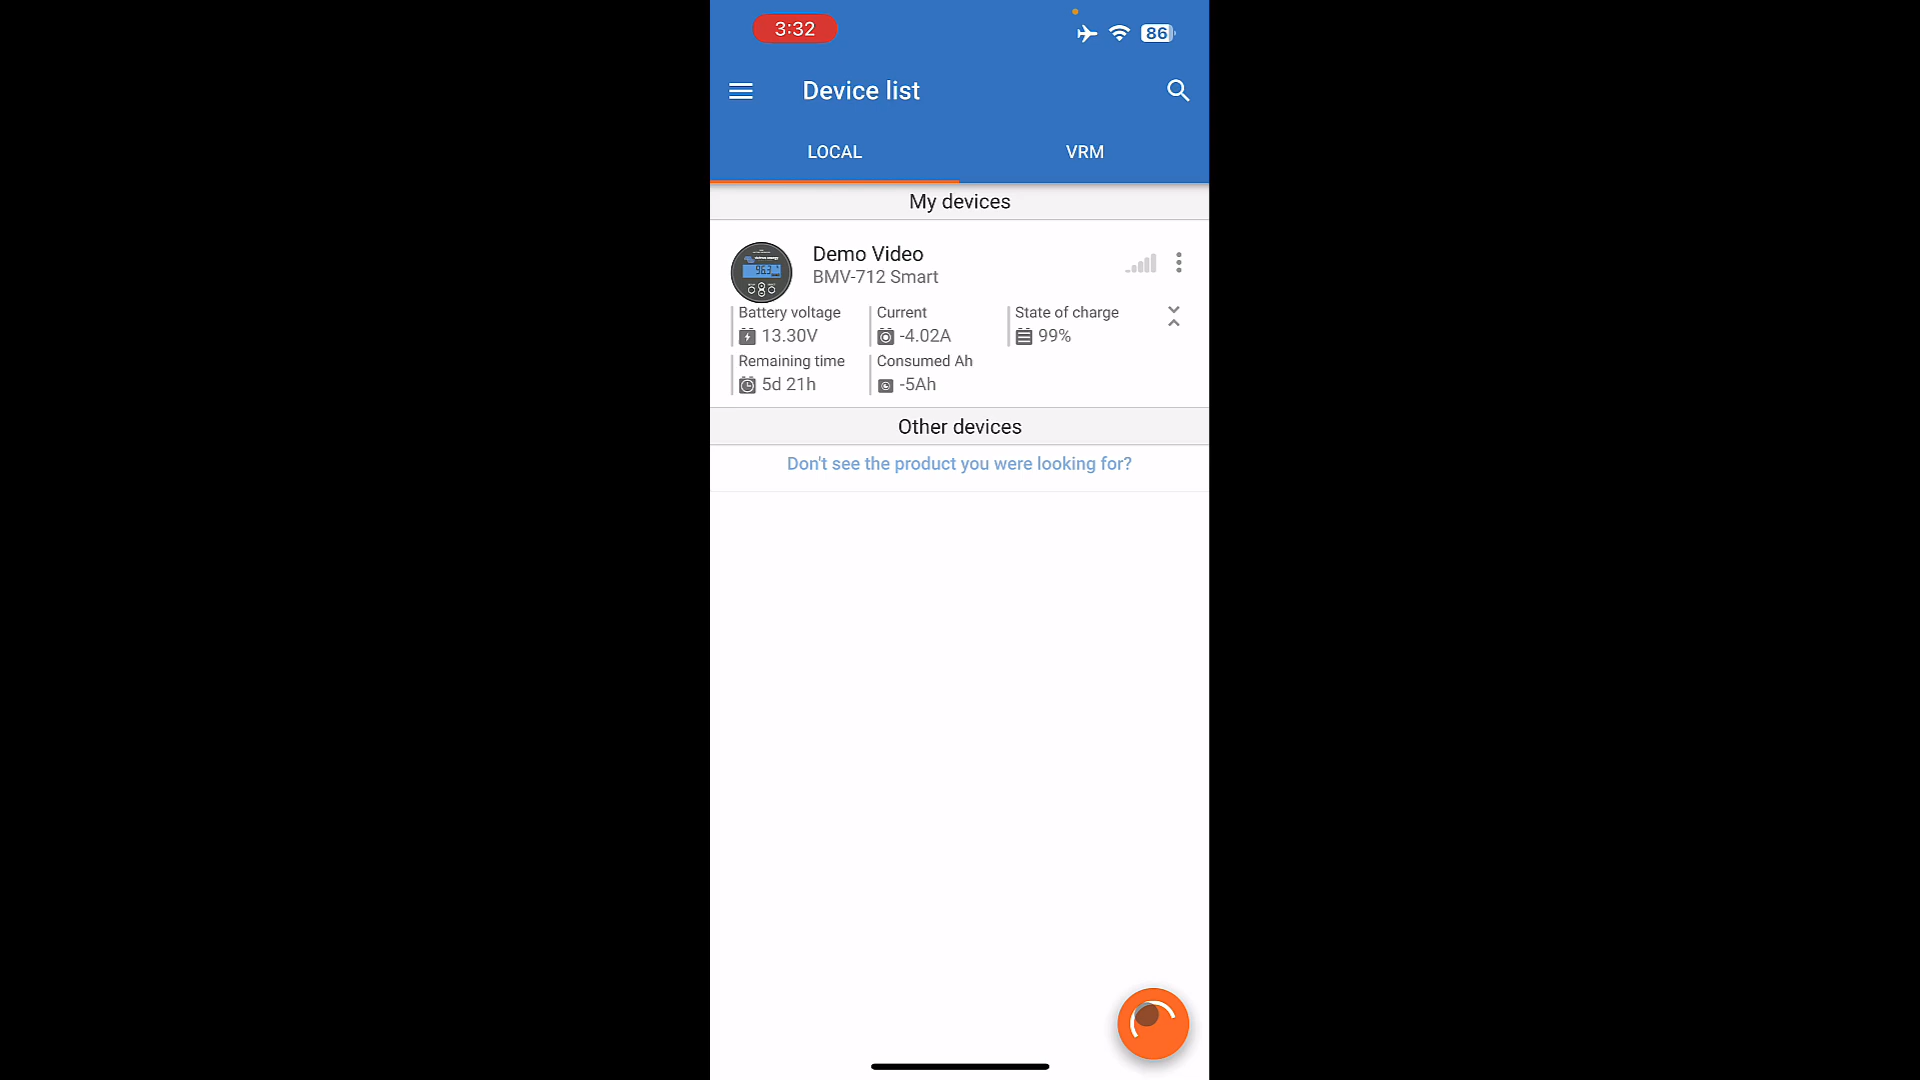 3:32
86
Device list
LOCAL
VRM
My devices
Demo Video
BMV-712 Smart
Battery voltage
Current
State of charge
13.30V
-4.02A
99%
Remaining time
Consumed Ah
5d 21h
-5Ah
Other devices
Don't see the product you were looking for?